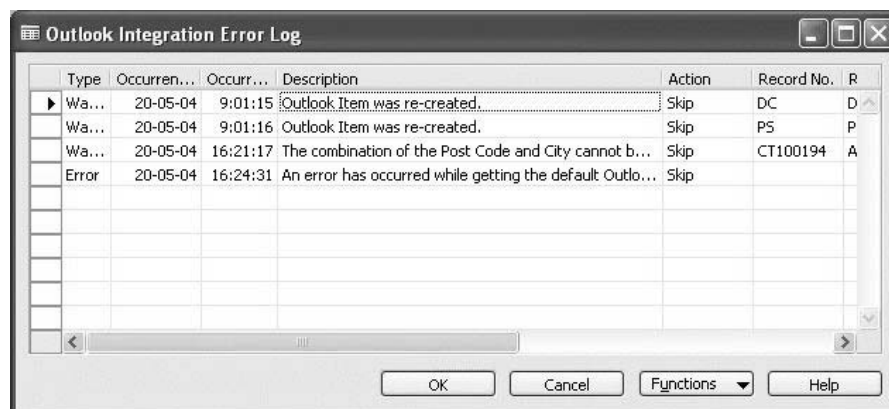 Outlook Integration Error Log
Type Occurren... Occurr... Description Action Record No. R
Wa... 20-05-04 9:01:15 Outlook Item was re-created. Skip DC D
Wa... 20-05-04 9:01:16 Outlook Item was re-created. Skip PS P
Wa... 20-05-04 16:21:17 The combination of the Post Code and City cannot b... Skip CT100194 A
Error 20-05-04 16:24:31 An error has occurred while getting the default Outlo... Skip
OK Cancel Functions Help